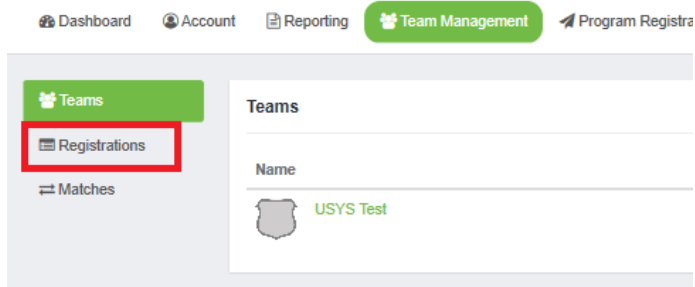 Dashboard Account Reporting Team Management Program Registra
Teams
Registrations
Matches
Teams
Name
USYS Test